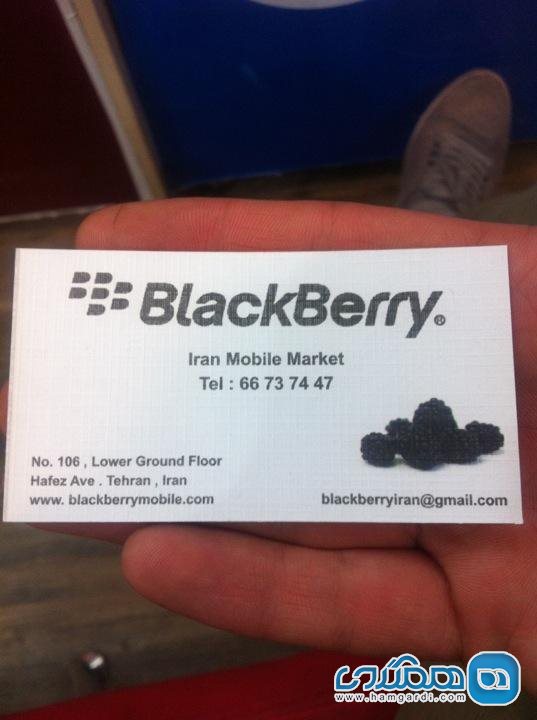 BlackBerry®
Iran Mobile Market
Tel : 66 73 74 47
No. 106 , Lower Ground Floor
Hafez Ave . Tehran , Iran
www. blackberrymobile.com
blackberryiran@gmail.com
همگردی
www.hamgardi.com